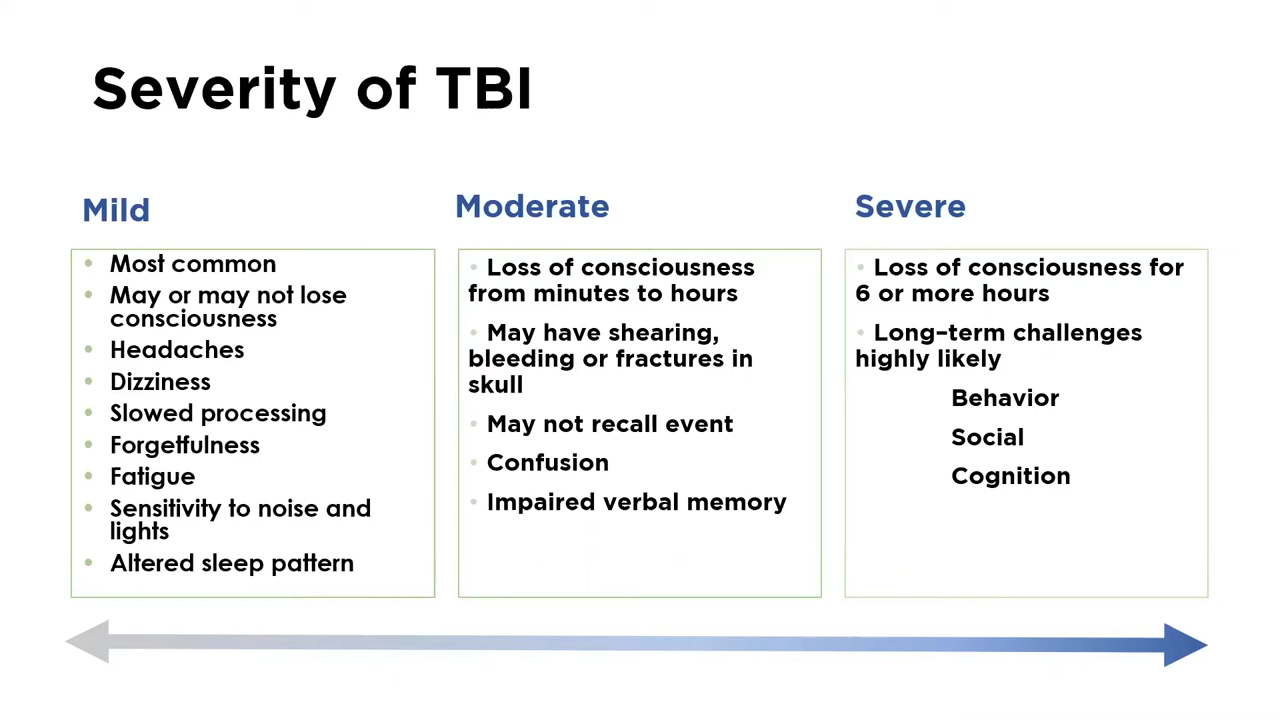 Severity of TBI
Mild
• Most common
• May or may not lose
consciousness
• Headaches
• Dizziness
• Slowed processing
• Forgetfulness
• Fatigue
• Sensitivity to noise and
lights
• Altered sleep pattern
Moderate
• Loss of consciousness
from minutes to hours
• May have shearing,
bleeding or fractures in
skull
• May not recall event
• Confusion
• Impaired verbal memory
Severe
• Loss of consciousness for
6 or more hours
• Long-term challenges
highly likely
Behavior
Social
Cognition